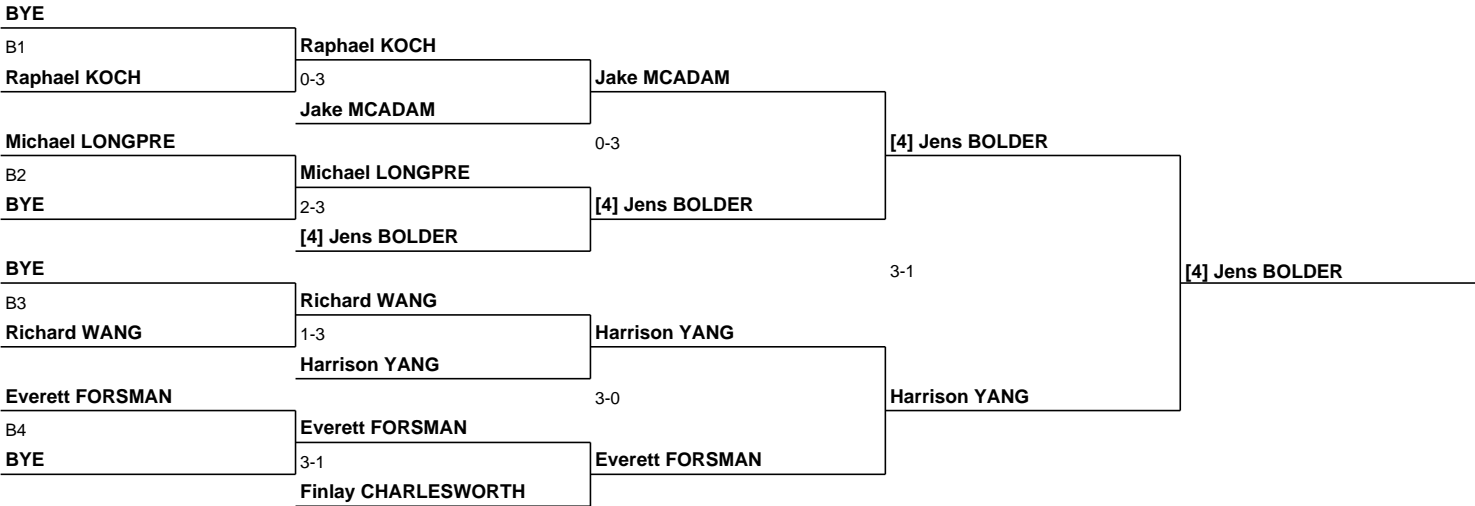 BYE
B1
Raphael KOCH
Raphael KOCH
0-3
Jake MCADAM
Jake MCADAM
Michael LONGPRE
0-3
[4] Jens BOLDER
B2
Michael LONGPRE
BYE
2-3
[4] Jens BOLDER
[4] Jens BOLDER
BYE
3-1
[4] Jens BOLDER
B3
Richard WANG
Richard WANG
1-3
Harrison YANG
Harrison YANG
Everett FORSMAN
3-0
Harrison YANG
B4
Everett FORSMAN
BYE
3-1
Everett FORSMAN
Finlay CHARLESWORTH